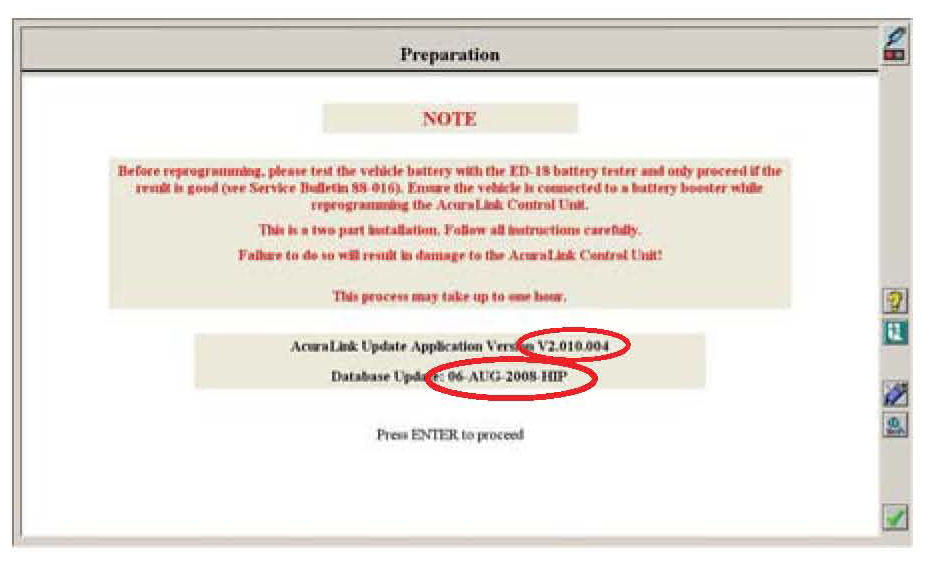 Preparation
NOTE
Before reprogramming, please test the vehicle battery with the ED-18 battery tester and only proceed if the
result is good (see Service Bulletin 88-016). Ensure the vehicle is connected to a battery booster while
reprogramming the AcuraLink Control Unit.
This is a two part installation. Follow all instructions carefully.
Failure to do so will result in damage to the AcuraLink Control Unit!
This process may take up to one hour.
AcuraLink Update Application Version V2.010.004
Database Update: 06-AUG-2008-HIP
Press ENTER to proceed